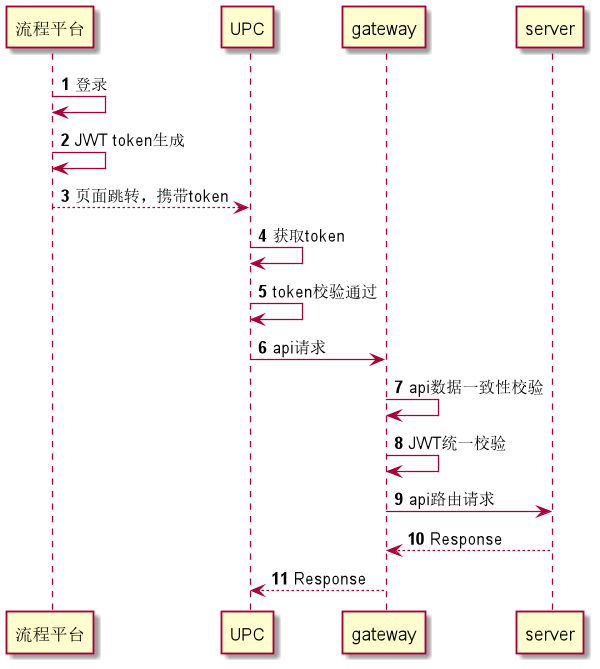 流程平台 UPC gateway server
1 登录
2 JWT token生成
3 页面跳转，携带token
4 获取token
5 token校验通过
6 api请求
7 api数据一致性校验
8 JWT统一校验
9 api路由请求
10 Response
11 Response
流程平台 UPC gateway server